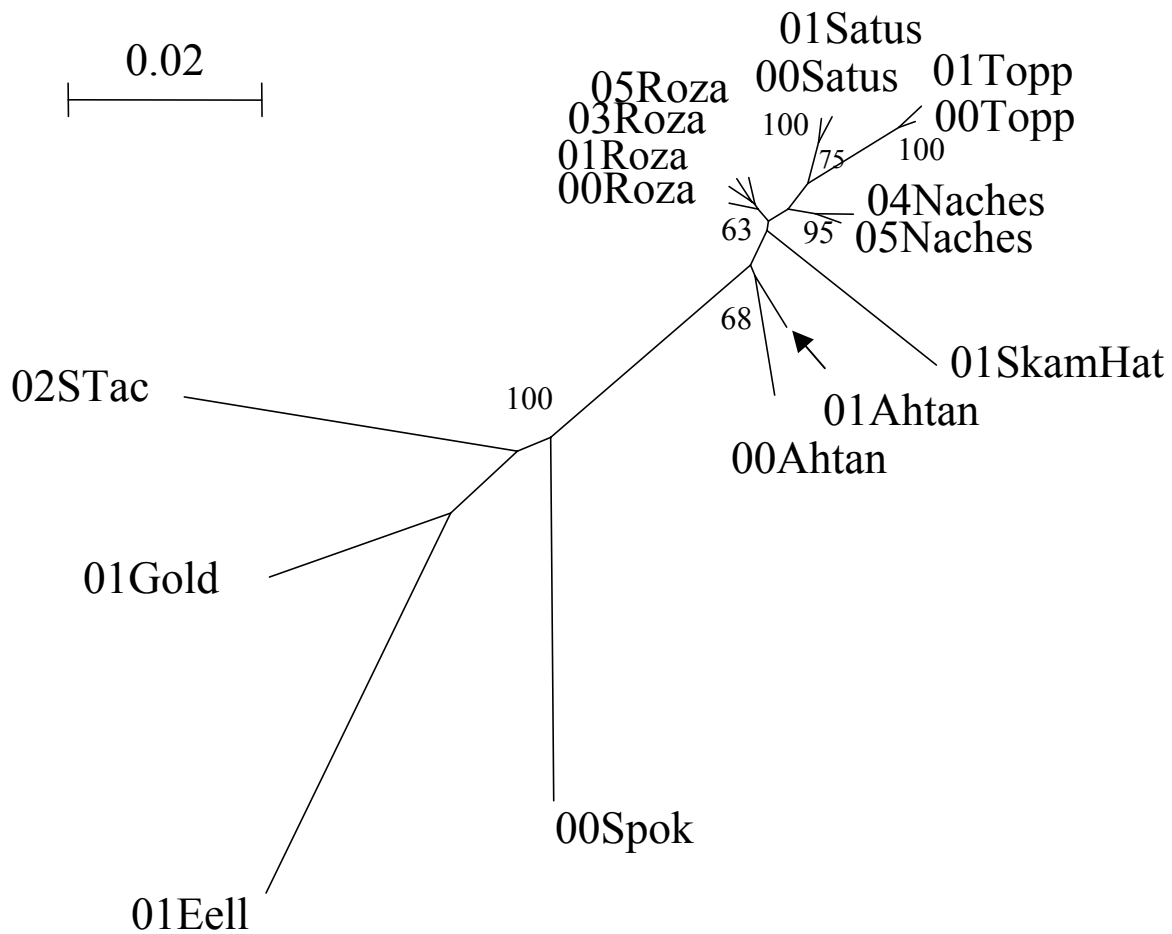 01Satus
0.02
00Satus
01Topp
05Roza
03Roza
00Topp
100
100
01Roza
75
00Roza
04Naches
63
95
05Naches
68
01SkamHat
02STac
100
01Ahtan
00Ahtan
01Gold
00Spok
01Eell